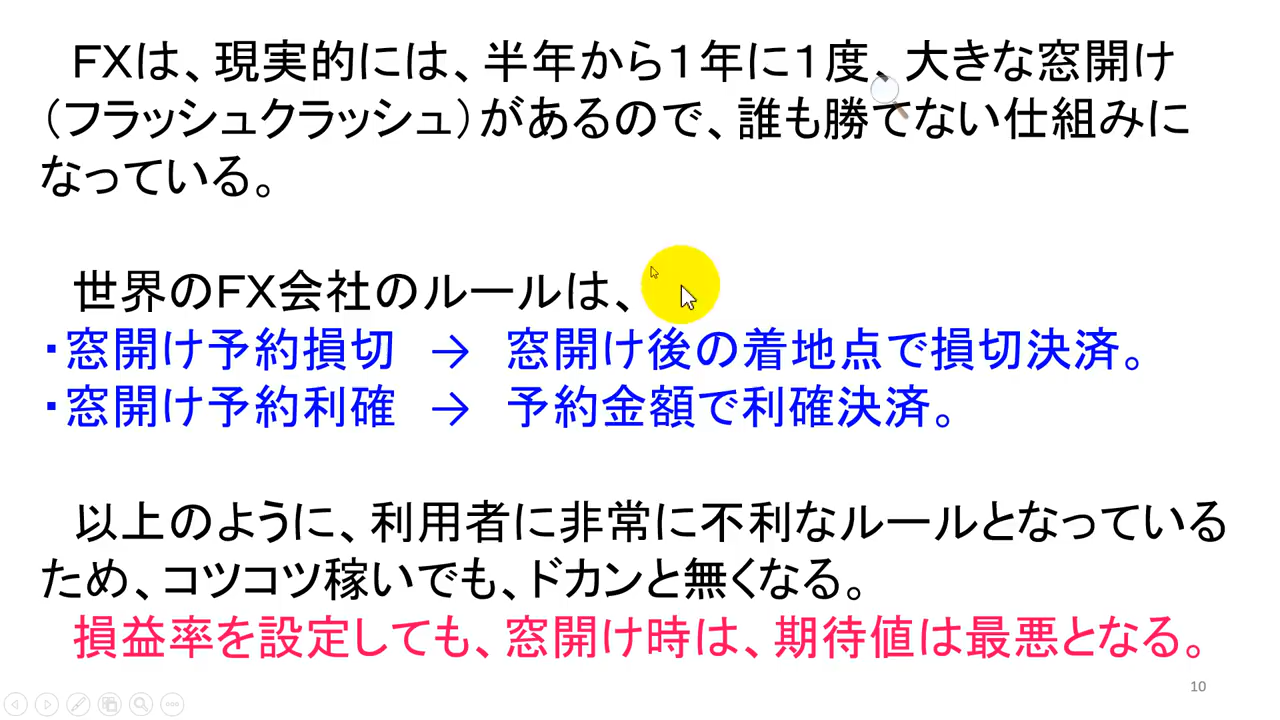 FXは、現実的には、半年から１年に１度、大きな窓開け
（フラッシュクラッシュ）があるので、誰も勝てない仕組みに
なっている。
世界のFX会社のルールは、
・窓開け予約損切　→　窓開け後の着地点で損切決済。
・窓開け予約利確　→　予約金額で利確決済。
以上のように、利用者に非常に不利なルールとなっている
ため、コツコツ稼いでも、ドカンと無くなる。
損益率を設定しても、窓開け時は、期待値は最悪となる。
10